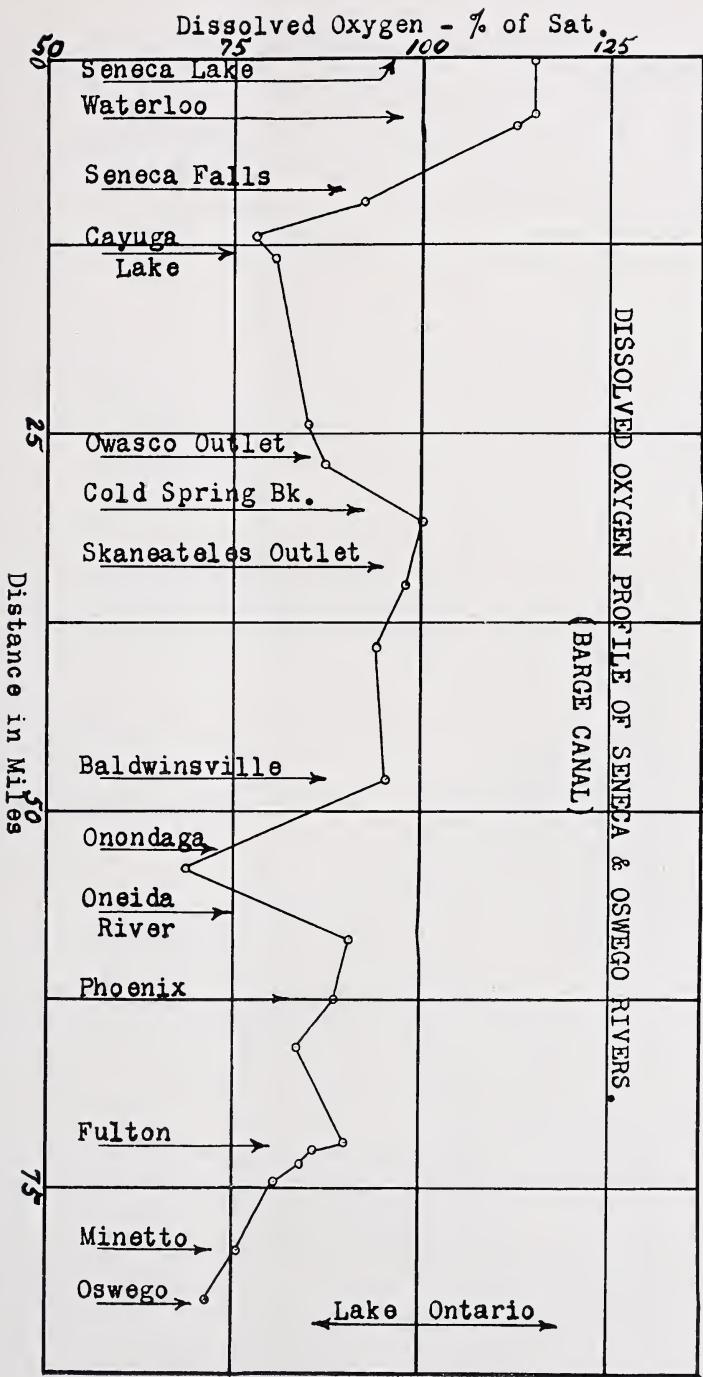 Dissolved Oxygen - % of Sat.
50 75 100 125
0
Seneca Lake
Waterloo
Seneca Falls
Cayuga
Lake
25
Owasco Outlet
Cold Spring Bk.
Skaneateles Outlet
Baldwinsville
50
Onondaga
Oneida
River
Phoenix
Fulton
75
Minetto
Oswego
Lake Ontario
Distance in Miles
DISSOLVED OXYGEN PROFILE OF SENECA & OSWEGO RIVERS.
(BARGE CANAL)